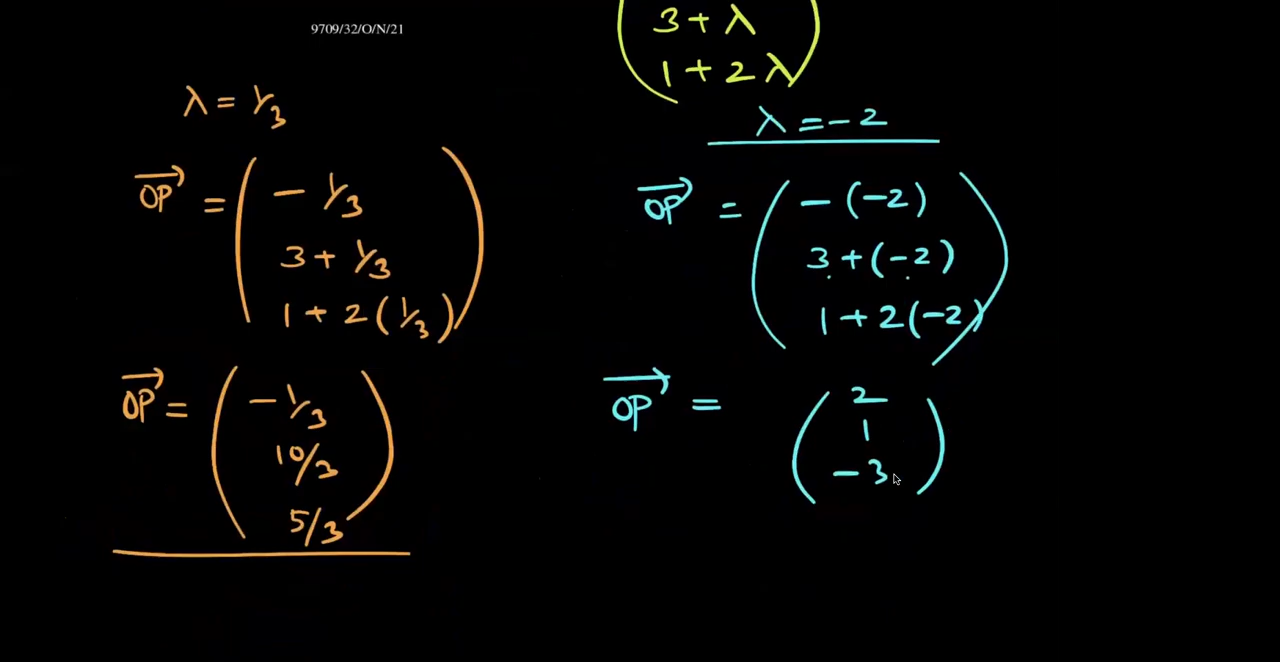 9709/32/O/N/21
3 + λ
1 + 2λ
λ = 1/3
OP = ( - 1/3
3 + 1/3
1 + 2(1/3) )
OP = ( - 1/3
10/3
5/3 )
λ = -2
OP = ( - (-2)
3 + (-2)
1 + 2(-2) )
OP = ( 2
1
-3 )